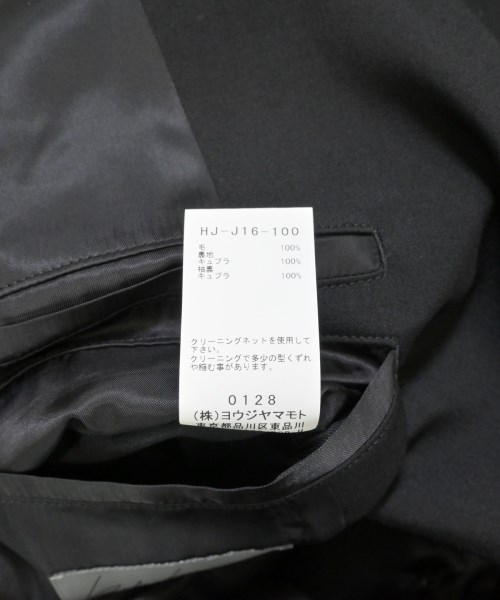 HJ-J16-100
毛 100%
裏地
キュプラ 100%
袖裏
キュプラ 100%
クリーニングネットを使用して
下さい。
クリーニングで多少の型くずれ
や縮む事があります。
0128
(株)ヨウジヤマモト
東京都品川区東品川